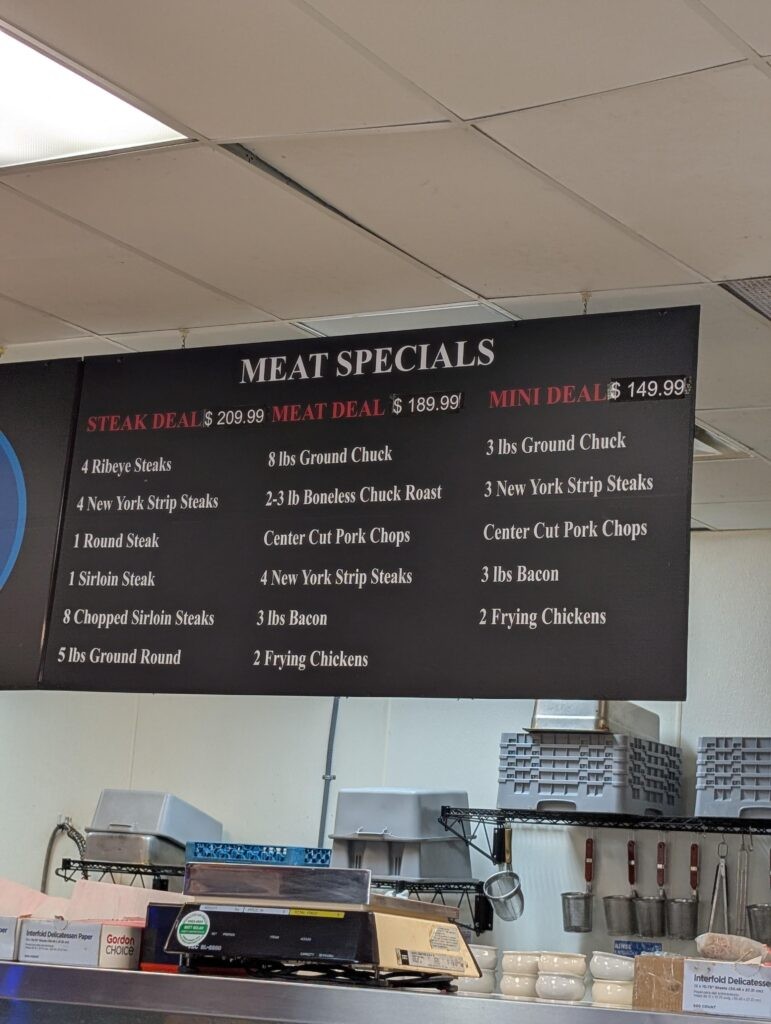 MEAT SPECIALS
STEAK DEAL $ 209.99
4 Ribeye Steaks
4 New York Strip Steaks
1 Round Steak
1 Sirloin Steak
8 Chopped Sirloin Steaks
5 lbs Ground Round
MEAT DEAL $ 189.99
8 lbs Ground Chuck
2-3 lb Boneless Chuck Roast
Center Cut Pork Chops
4 New York Strip Steaks
3 lbs Bacon
2 Frying Chickens
MINI DEAL $ 149.99
3 lbs Ground Chuck
3 New York Strip Steaks
Center Cut Pork Chops
3 lbs Bacon
2 Frying Chickens
Interfold Delicatessen Paper
Gordon
CHOICE
Interfold Delicatesse